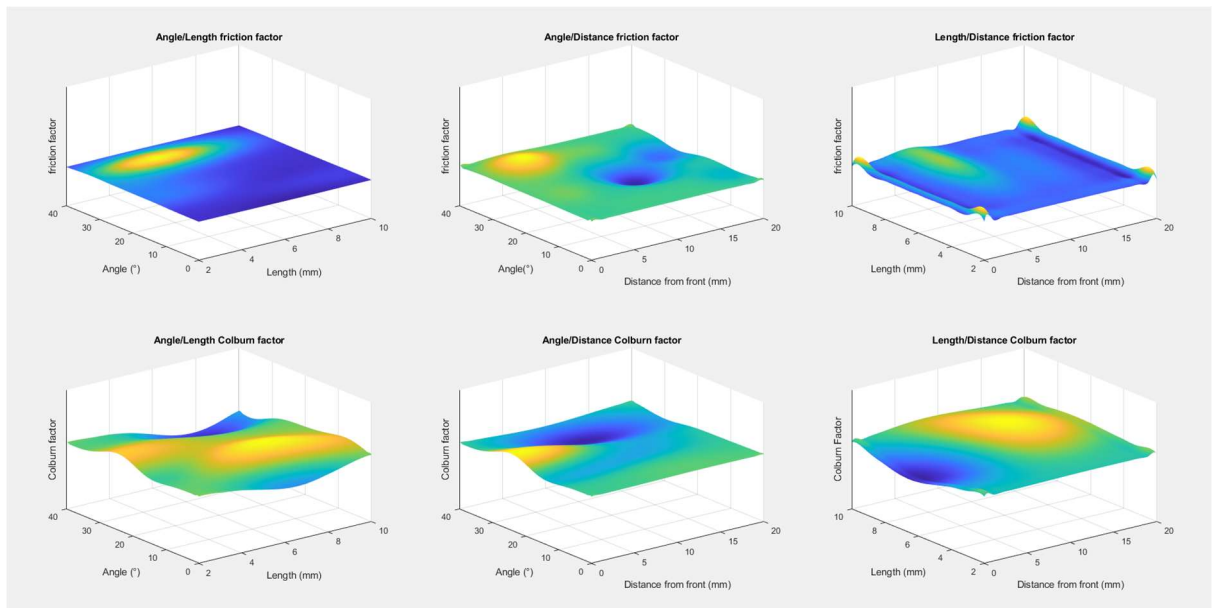 Angle/Length friction factor
friction factor
40
30
20
10
0
Angle (°)
2
4
6
8
10
Length (mm)
Angle/Distance friction factor
friction factor
40
30
20
10
0
Angle(°)
0
5
10
15
20
Distance from front (mm)
Length/Distance friction factor
friction factor
10
8
6
4
2
Length (mm)
0
5
10
15
20
Distance from front (mm)
Angle/Length Colburn factor
Colburn factor
40
30
20
10
0
Angle (°)
2
4
6
8
10
Length (mm)
Angle/Distance Colburn factor
Colburn factor
40
30
20
10
0
Angle (°)
0
5
10
15
20
Distance from front (mm)
Length/Distance Colburn factor
Colburn Factor
10
8
6
4
2
Length (mm)
0
5
10
15
20
Distance from front (mm)